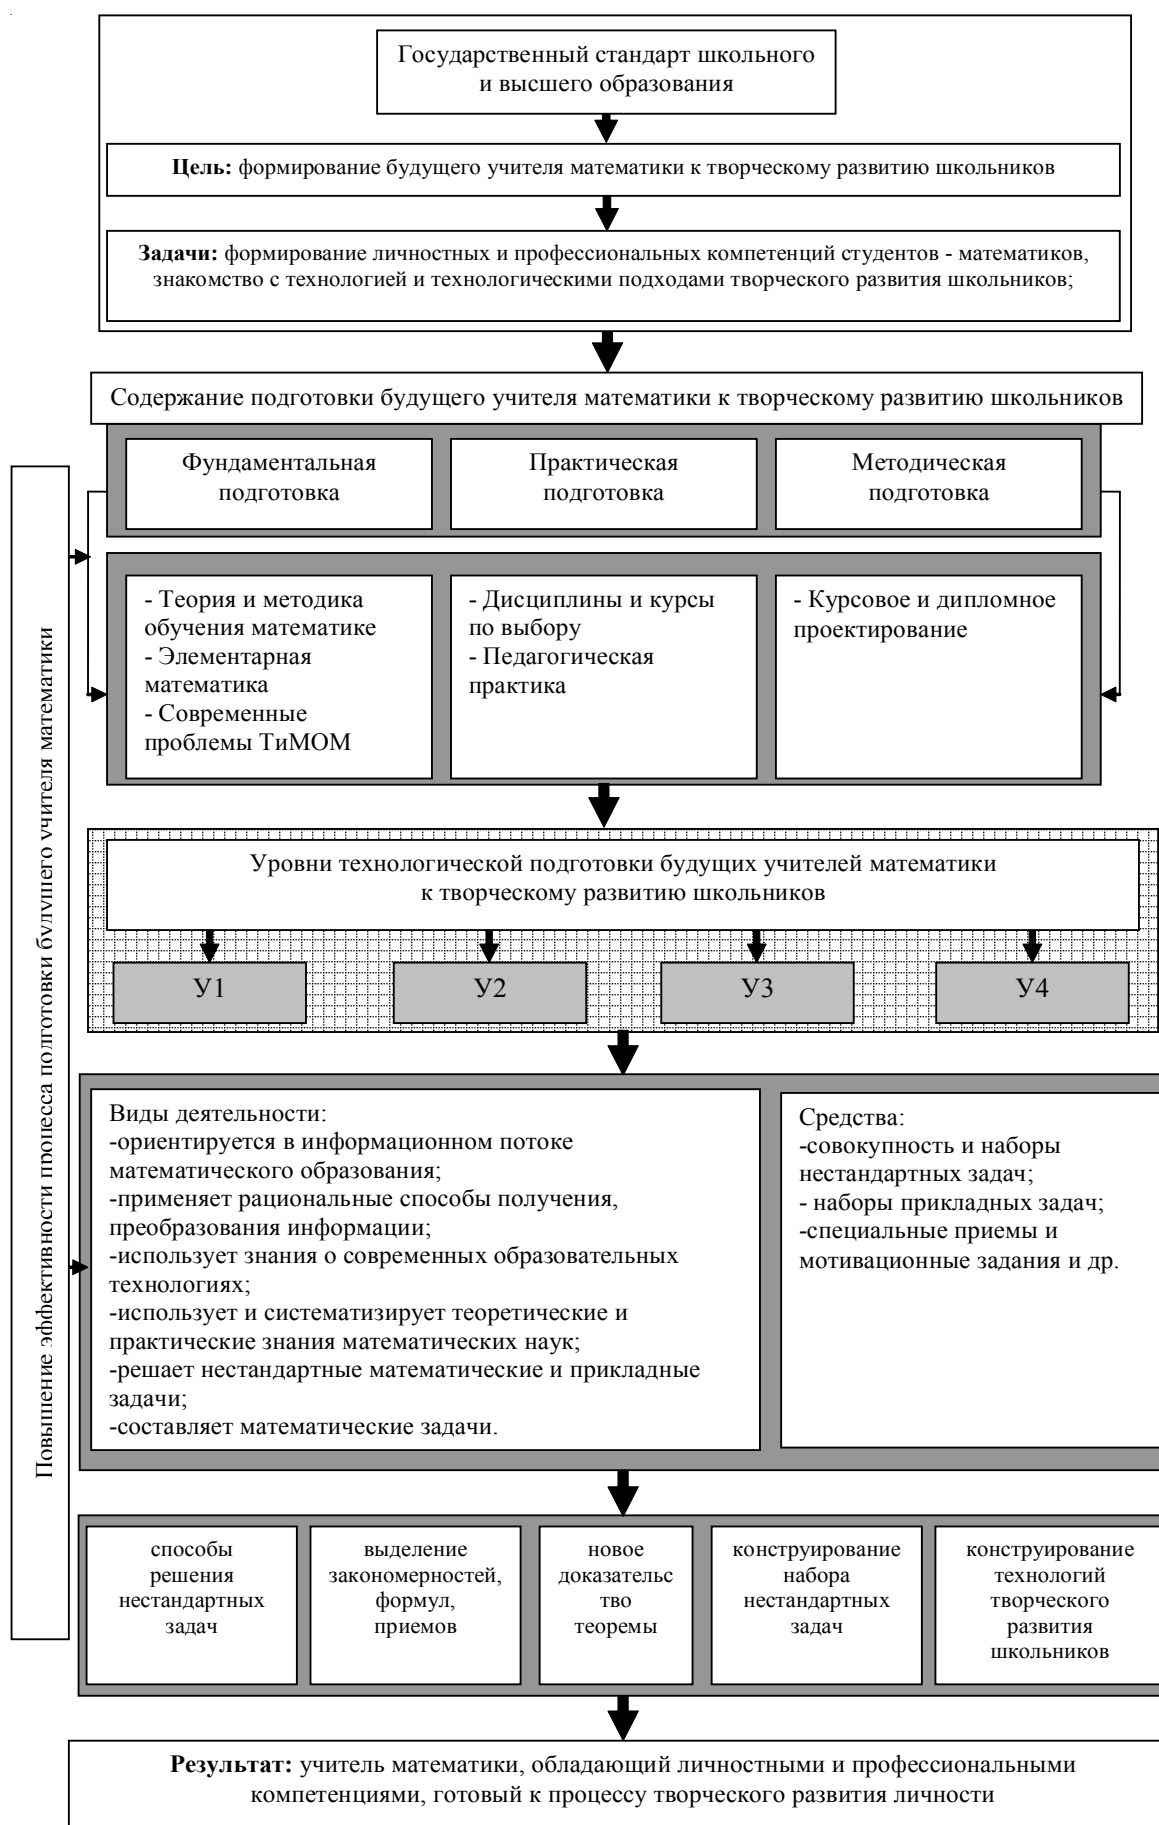 Государственный стандарт школьного
и высшего образования
Цель: формирование будущего учителя математики к творческому развитию школьников
Задачи: формирование личностных и профессиональных компетенций студентов - математиков,
знакомство с технологией и технологическими подходами творческого развития школьников;
Содержание подготовки будущего учителя математики к творческому развитию школьников
Фундаментальная
подготовка
Практическая
подготовка
Методическая
подготовка
Повышение эффективности процесса подготовки будущего учителя математики
- Теория и методика
обучения математике
- Элементарная
математика
- Современные
проблемы ТиМОМ
- Дисциплины и курсы
по выбору
- Педагогическая
практика
- Курсовое и дипломное
проектирование
Уровни технологической подготовки будущих учителей математики
к творческому развитию школьников
У1
У2
У3
У4
Виды деятельности:
-ориентируется в информационном потоке
математического образования;
-применяет рациональные способы получения,
преобразования информации;
-использует знания о современных образовательных
технологиях;
-использует и систематизирует теоретические и
практические знания математических наук;
-решает нестандартные математические и прикладные
задачи;
-составляет математические задачи.
Средства:
-совокупность и наборы
нестандартных задач;
- наборы прикладных задач;
-специальные приемы и
мотивационные задания и др.
способы
решения
нестандартных
задач
выделение
закономерностей,
формул,
приемов
новое
доказательс
тво
теоремы
конструирование
набора
нестандартных
задач
конструирование
технологий
творческого
развития
школьников
Результат: учитель математики, обладающий личностными и профессиональными
компетенциями, готовый к процессу творческого развития личности